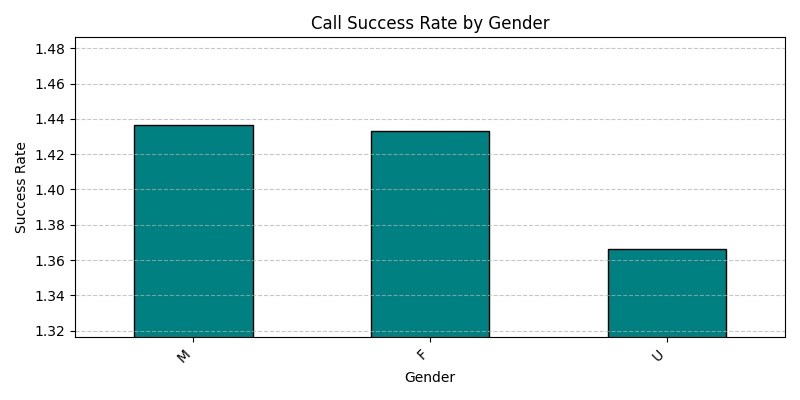 Call Success Rate by Gender
Success Rate
1.48
1.46
1.44
1.42
1.40
1.38
1.36
1.34
1.32
M
F
U
Gender